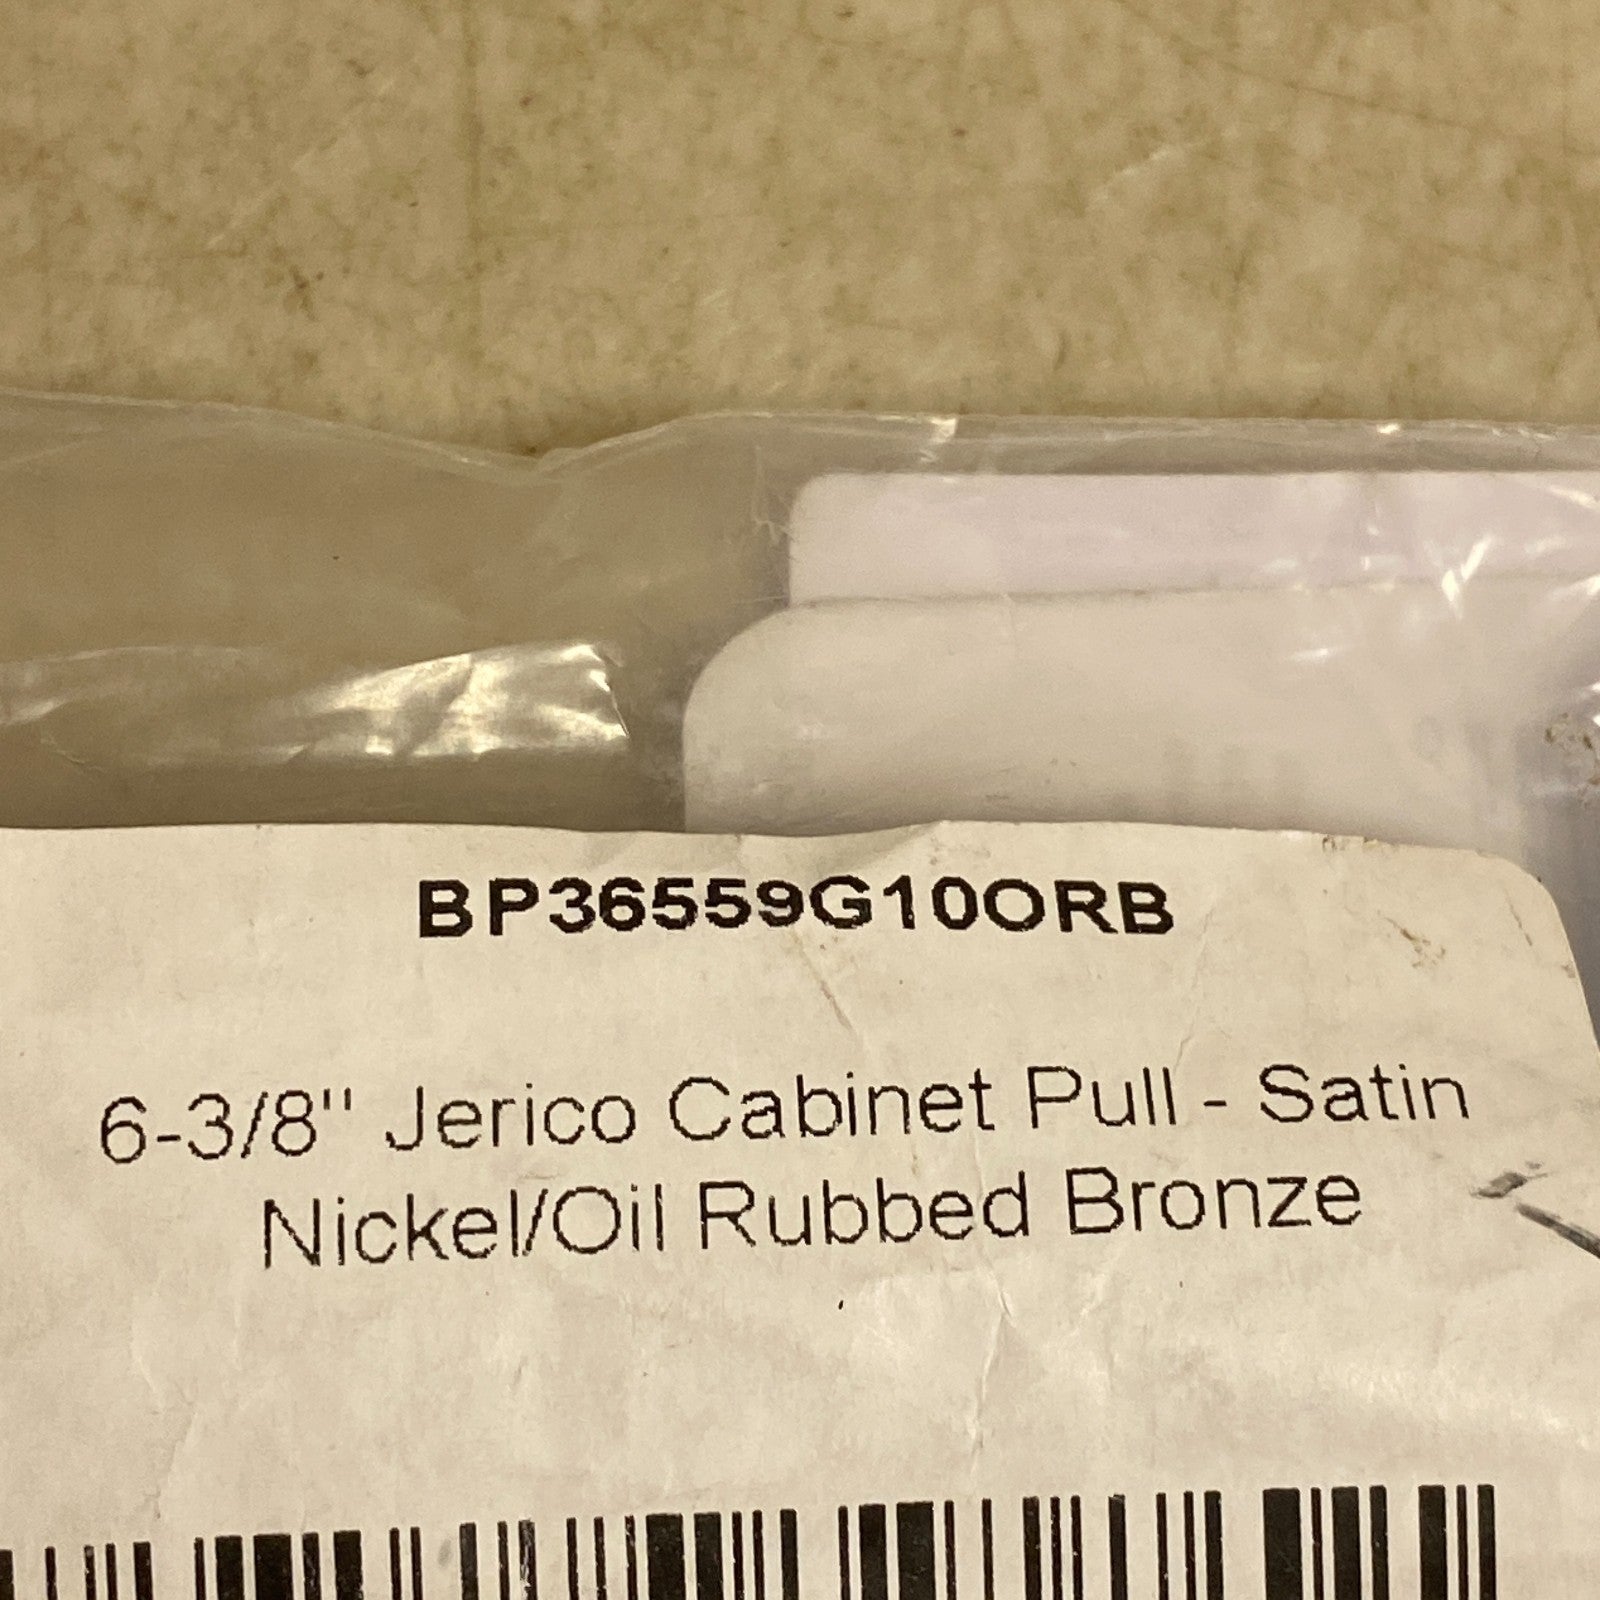 BP36559G10ORB
6-3/8" Jerico Cabinet Pull - Satin
Nickel/Oil Rubbed Bronze